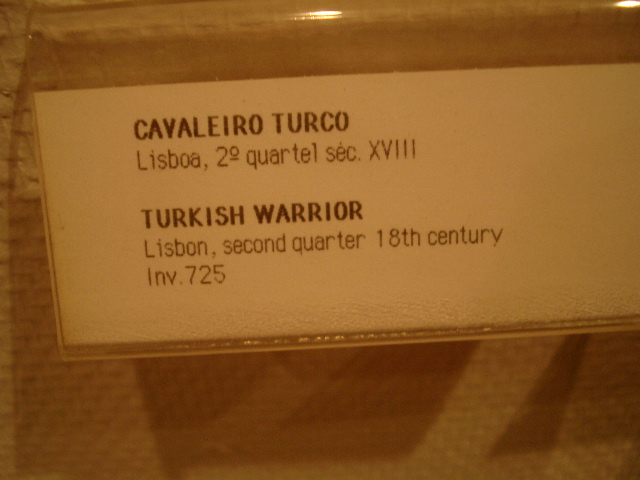 CAVALEIRO TURCO
Lisboa, 2º quartel séc. XVIII
TURKISH WARRIOR
Lisbon, second quarter 18th century
Inv.725